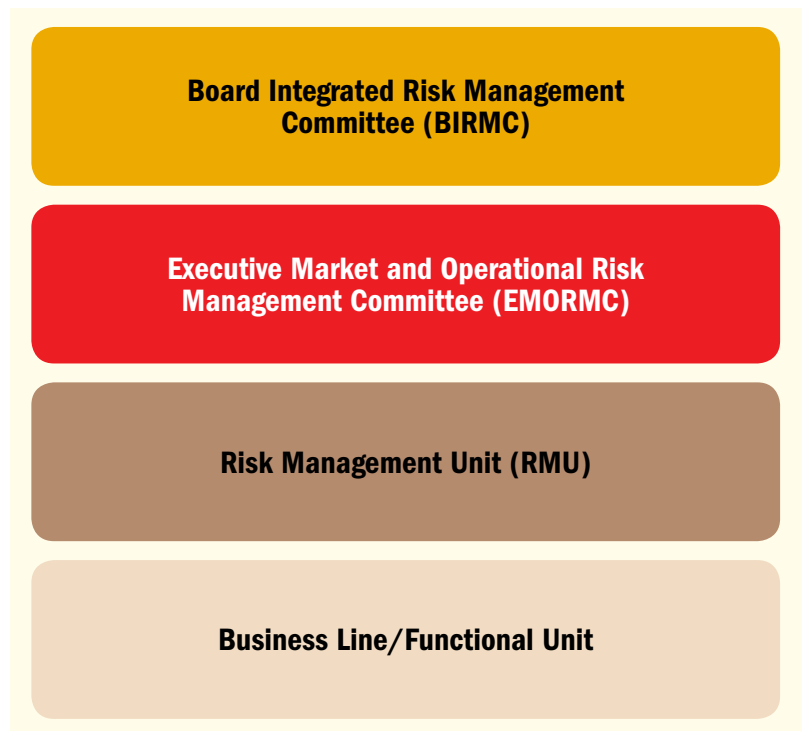 Board Integrated Risk Management
Committee (BIRMC)
Executive Market and Operational Risk
Management Committee (EMORMC)
Risk Management Unit (RMU)
Business Line/Functional Unit